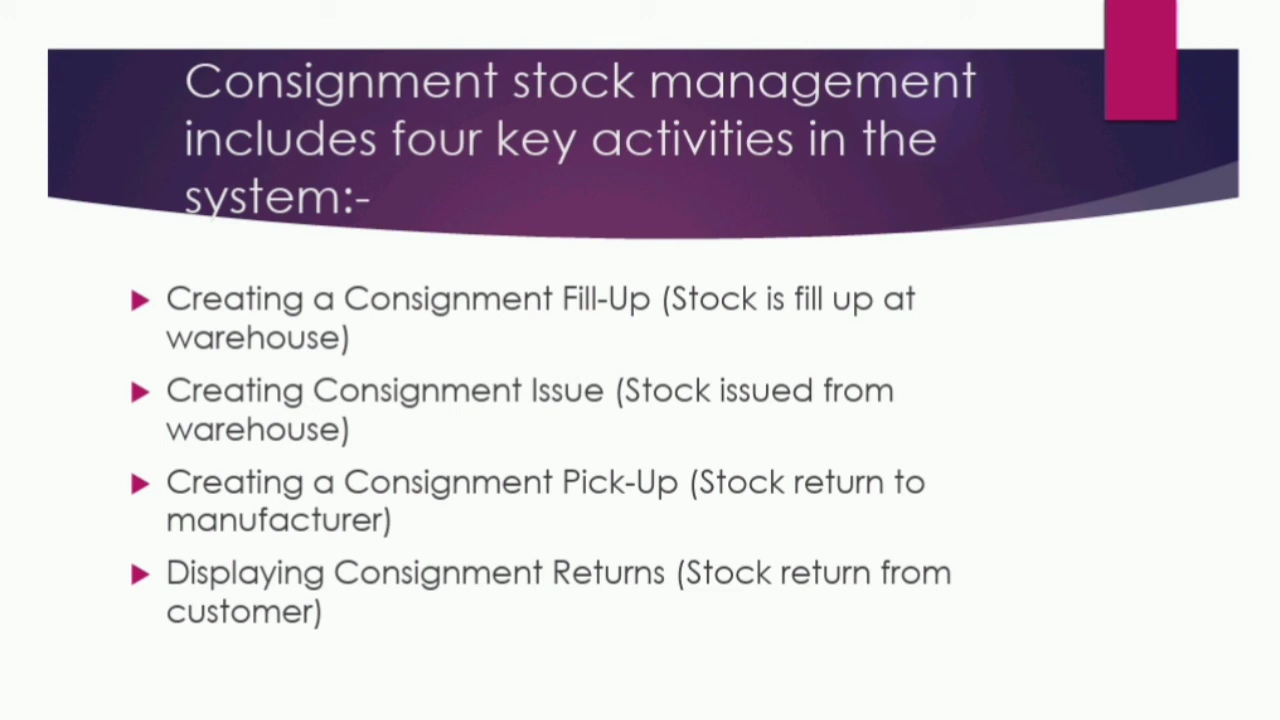 Consignment stock management
includes four key activities in the
system:-
Creating a Consignment Fill-Up (Stock is fill up at
warehouse)
Creating Consignment Issue (Stock issued from
warehouse)
Creating a Consignment Pick-Up (Stock return to
manufacturer)
Displaying Consignment Returns (Stock return from
customer)